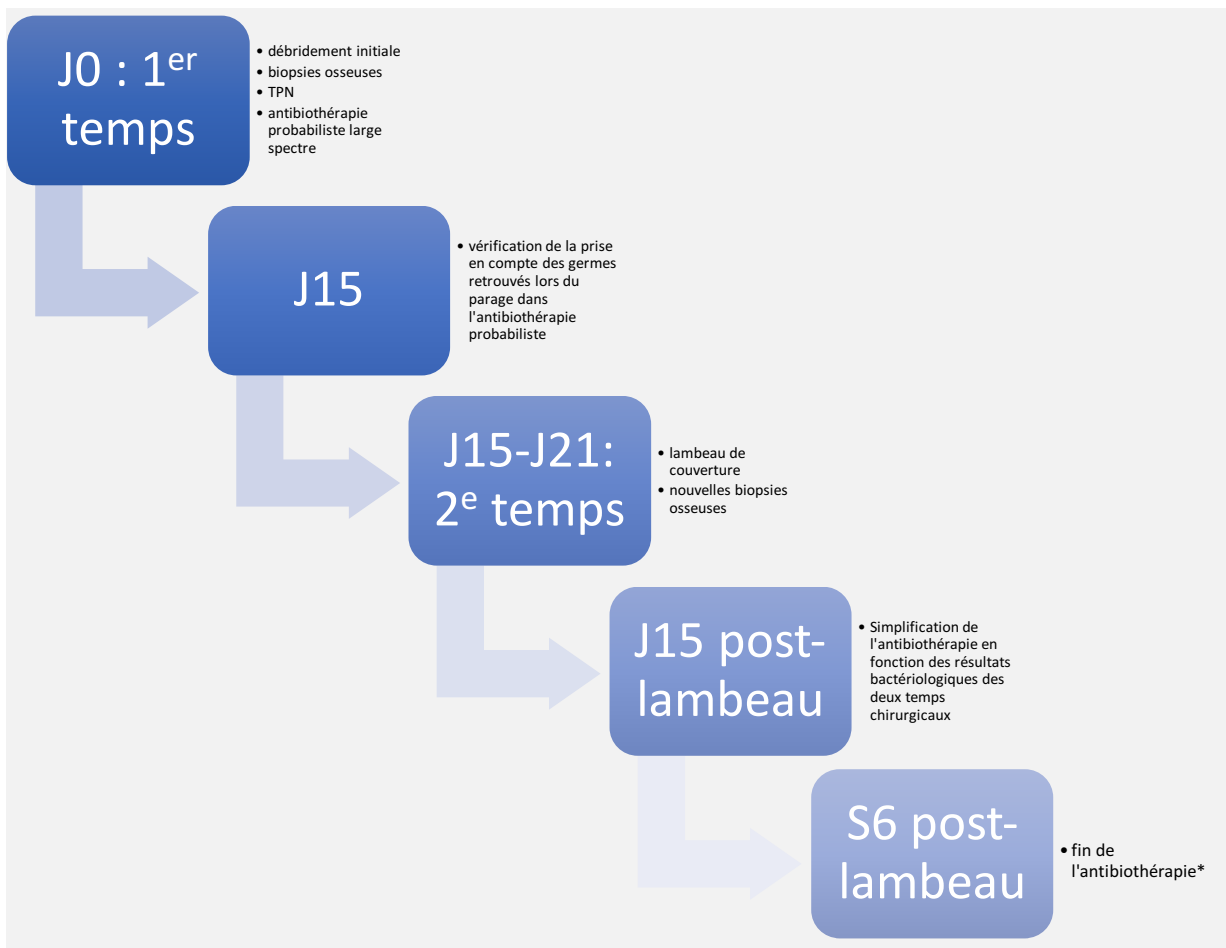 J0 : 1er
temps
• débridement initiale
• biopsies osseuses
• TPN
• antibiothérapie
probabiliste large
spectre
J15
• vérification de la prise
en compte des germes
retrouvés lors du
parage dans
l'antibiothérapie
probabiliste
J15-J21:
2e temps
• lambeau de
couverture
• nouvelles biopsies
osseuses
J15 post-
lambeau
• Simplification de
l'antibiothérapie en
fonction des résultats
bactériologiques des
deux temps
chirurgicaux
S6 post-
lambeau
• fin de
l'antibiothérapie*